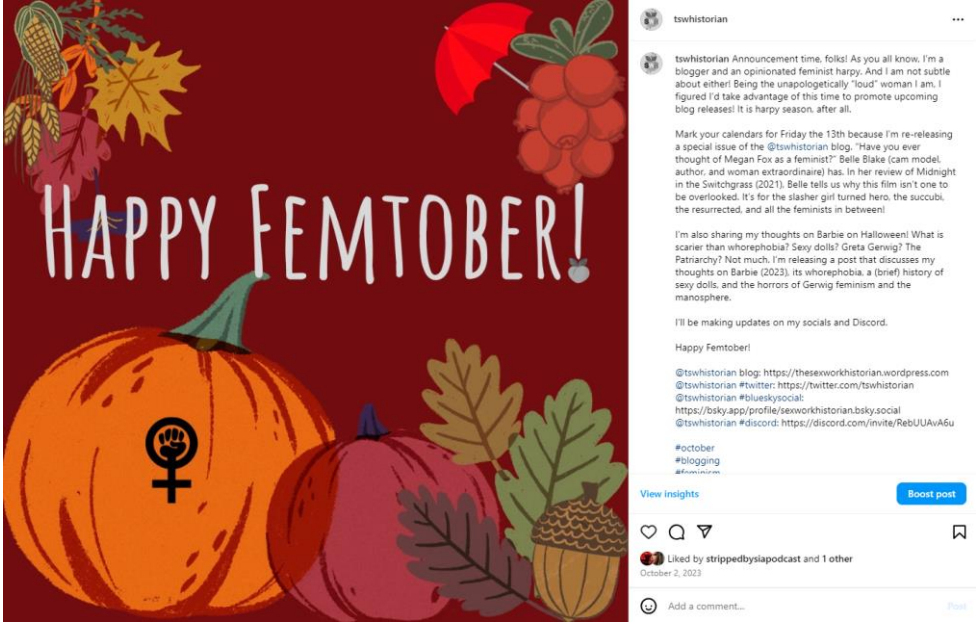 HAPPY FEMTOBER!
tswhistorian
tswhistorian Announcement time, folks! As you all know, I'm a
blogger and an opinionated feminist harpy. And I am not subtle
about either! Being the unapologetically "loud" woman I am, I
figured I'd take advantage of this time to promote upcoming
blog releases! It is harpy season, after all.
Mark your calendars for Friday the 13th because I'm re-releasing
a special issue of the @tswhistorian blog. "Have you ever
thought of Megan Fox as a feminist?" Belle Blake (cam model,
author, and woman extraordinaire) has. In her review of Midnight
in the Switchgrass (2021), Belle tells us why this film isn't one to
be overlooked. It's for the slasher girl turned hero, the succubi,
the resurrected, and all the feminists in between!
I'm also sharing my thoughts on Barbie on Halloween! What is
scarier than whorephobia? Sexy dolls? Greta Gerwig? The
Patriarchy? Not much. I'm releasing a post that discusses my
thoughts on Barbie (2023), its whorephobia, a (brief) history of
sexy dolls, and the horrors of Gerwig feminism and the
manosphere.
I'll be making updates on my socials and Discord.
Happy Femtober!
@tswhistorian blog: https://thesexworkhistorian.wordpress.com
@tswhistorian #twitter: https://twitter.com/tswhistorian
@tswhistorian #blueskysocial:
https://bsky.app/profile/sexworkhistorian.bsky.social
@tswhistorian #discord: https://discord.com/invite/RebUUAvA6u
#october
#blogging
#feminism
View insights
Boost post
Liked by strippedbysiapodcast and 1 other
October 2, 2023
Add a comment...
Post